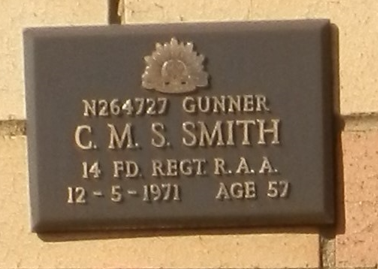 N264727 GUNNER
C. M. S. SMITH
14 FD. REGT. R. A. A.
12 - 5 - 1971 AGE 57